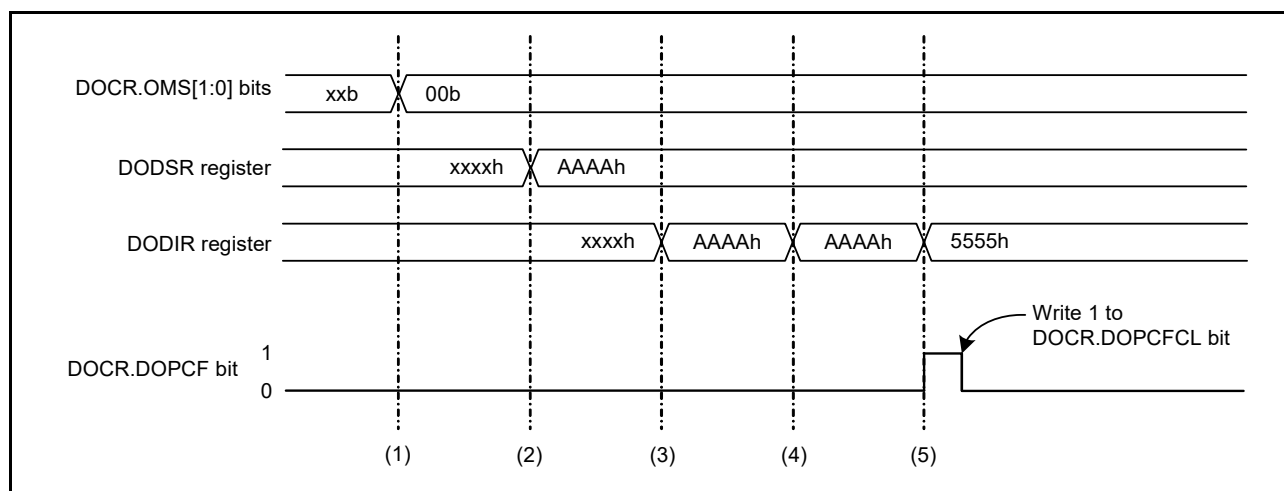 DOCR.OMS[1:0] bits
xxb
00b
DODSR register
xxxxh
AAAAh
DODIR register
xxxxh
AAAAh
AAAAh
5555h
Write 1 to
DOCR.DOPCFCL bit
1
DOCR.DOPCF bit
0
(1)
(2)
(3)
(4)
(5)